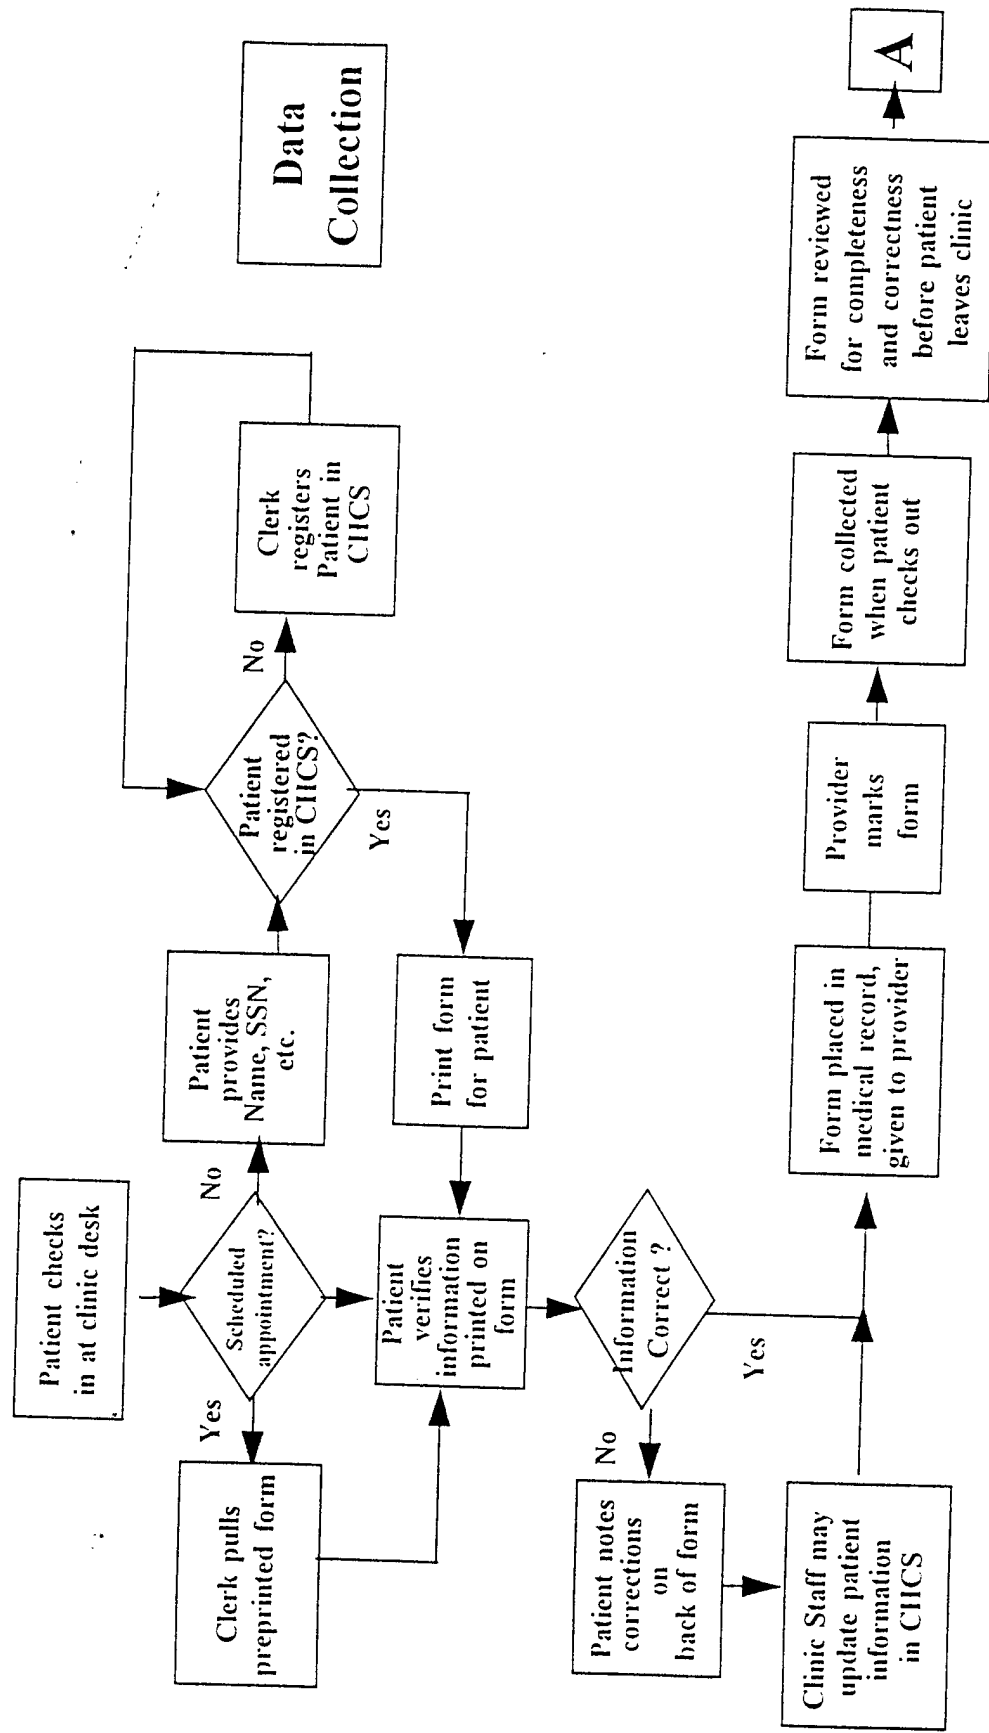 Data
Collection
Patient checks
in at clinic desk
Scheduled
appointment?
Yes
No
Clerk pulls
preprinted form
Patient
provides
Name, SSN,
etc.
Patient
registered
in CHCS?
No
Yes
Clerk
registers
Patient in
CHCS
Print form
for patient
Patient
verifies
information
printed on
form
Information
Correct ?
No
Yes
Patient notes
corrections
on
back of form
Clinic Staff may
update patient
information
in CHCS
Form placed in
medical record,
given to provider
Provider
marks
form
Form collected
when patient
checks out
Form reviewed
for completeness
and correctness
before patient
leaves clinic
A